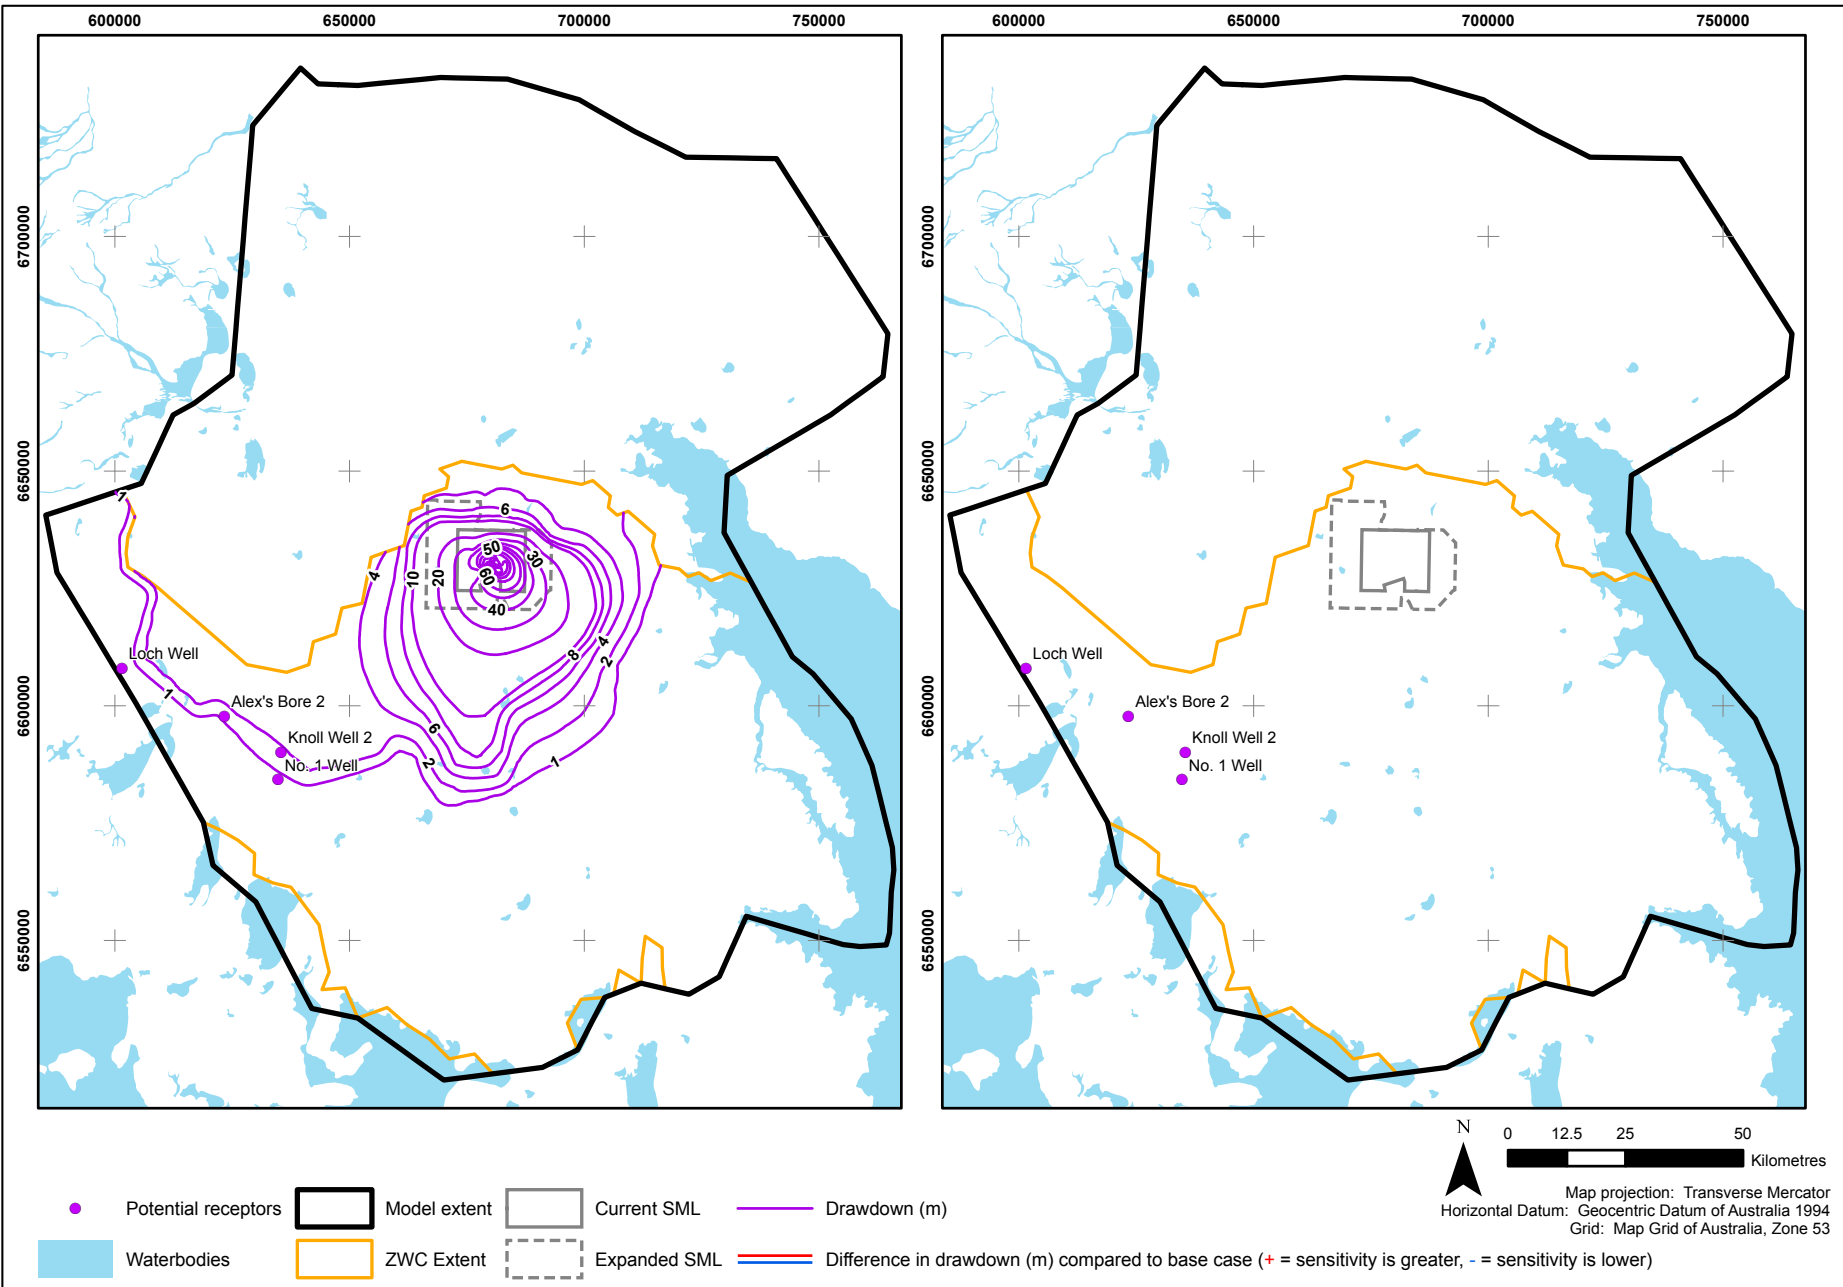 600000 650000 700000 750000
600000 650000 700000 750000
6700000
6650000
6600000
6550000
6700000
6650000
6600000
6550000
1
6
50
30
4
10
20
60
40
4
8
2
Loch Well
1
Alex's Bore 2
6
Knoll Well 2
2
1
No. 1 Well
Loch Well
Alex's Bore 2
Knoll Well 2
No. 1 Well
N
0 12.5 25 50
Kilometres
Map projection: Transverse Mercator
Horizontal Datum: Geocentric Datum of Australia 1994
Grid: Map Grid of Australia, Zone 53
Potential receptors Model extent Current SML Drawdown (m)
Waterbodies ZWC Extent Expanded SML Difference in drawdown (m) compared to base case (+ = sensitivity is greater, - = sensitivity is lower)